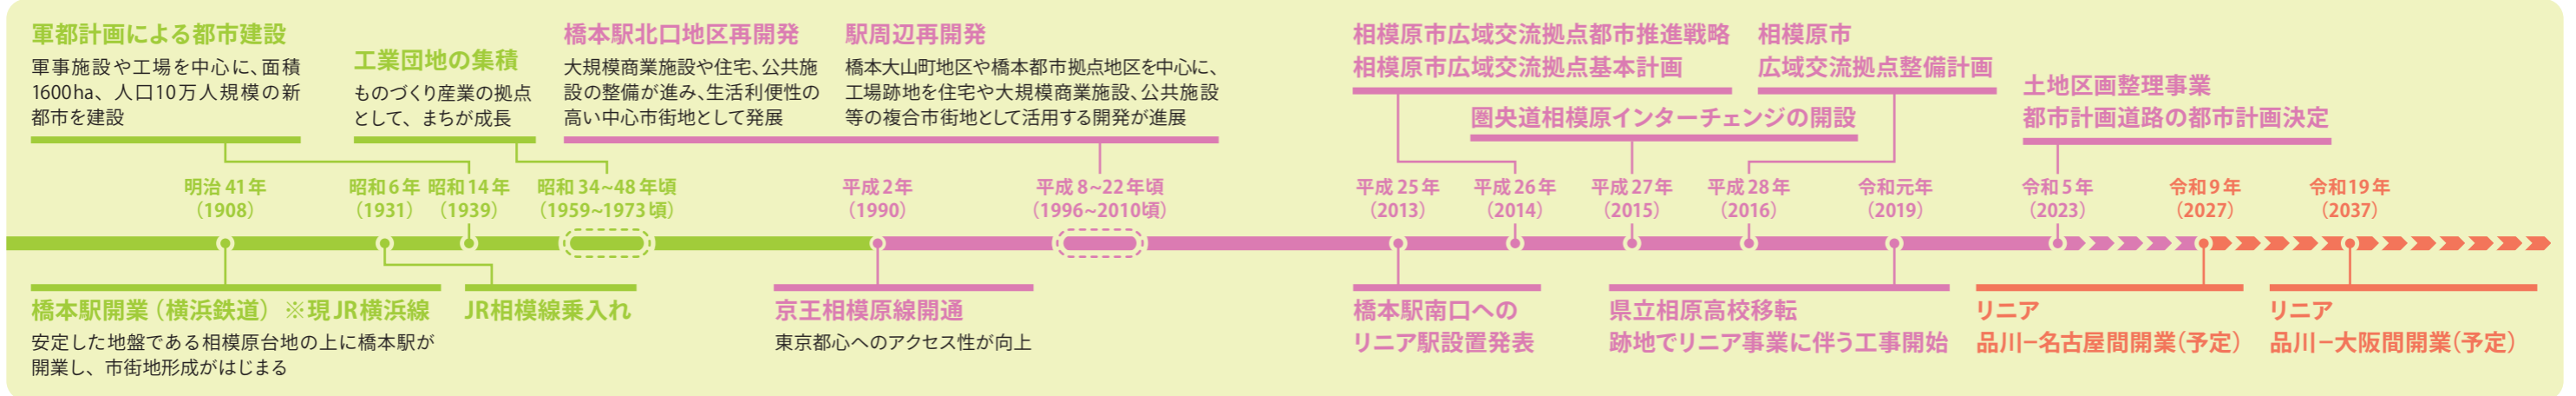 軍都計画による都市建設
軍事施設や工場を中心に、面積
1600ha、人口10万人規模の新
都市を建設
工業団地の集積
ものづくり産業の拠点
として、まちが成長
橋本駅北口地区再開発
大規模商業施設や住宅、公共施
設の整備が進み、生活利便性の
高い中心市街地として発展
駅周辺再開発
橋本大山町地区や橋本都市拠点地区を中心に、
工場跡地を住宅や大規模商業施設、公共施設
等の複合市街地として活用する開発が進展
相模原市広域交流拠点都市推進戦略
相模原市広域交流拠点基本計画
相模原市
広域交流拠点整備計画
圏央道相模原インターチェンジの開設
土地区画整理事業
都市計画道路の都市計画決定
明治41年
（1908）
昭和6年
（1931）
昭和14年
（1939）
昭和34~48年頃
（1959~1973頃）
平成2年
（1990）
平成8~22年頃
（1996~2010頃）
平成25年
（2013）
平成26年
（2014）
平成27年
（2015）
平成28年
（2016）
令和元年
（2019）
令和5年
（2023）
令和9年
（2027）
令和19年
（2037）
橋本駅開業（横浜鉄道）※現JR横浜線
安定した地盤である相模原台地の上に橋本駅が
開業し、市街地形成がはじまる
JR相模線乗入れ
京王相模原線開通
東京都心へのアクセス性が向上
橋本駅南口への
リニア駅設置発表
県立相原高校移転
跡地でリニア事業に伴う工事開始
リニア
品川−名古屋間開業(予定)
リニア
品川−大阪間開業(予定)